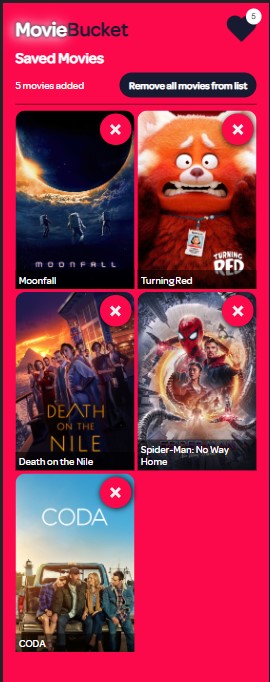 MovieBucket
5
Saved Movies
5 movies added
Remove all movies from list
MOONFALL
Moonfall
TURNING
RED
Turning Red
DEATH
ON THE
NILE
Death on the Nile
Spider-Man: No Way
Home
CODA
CODA